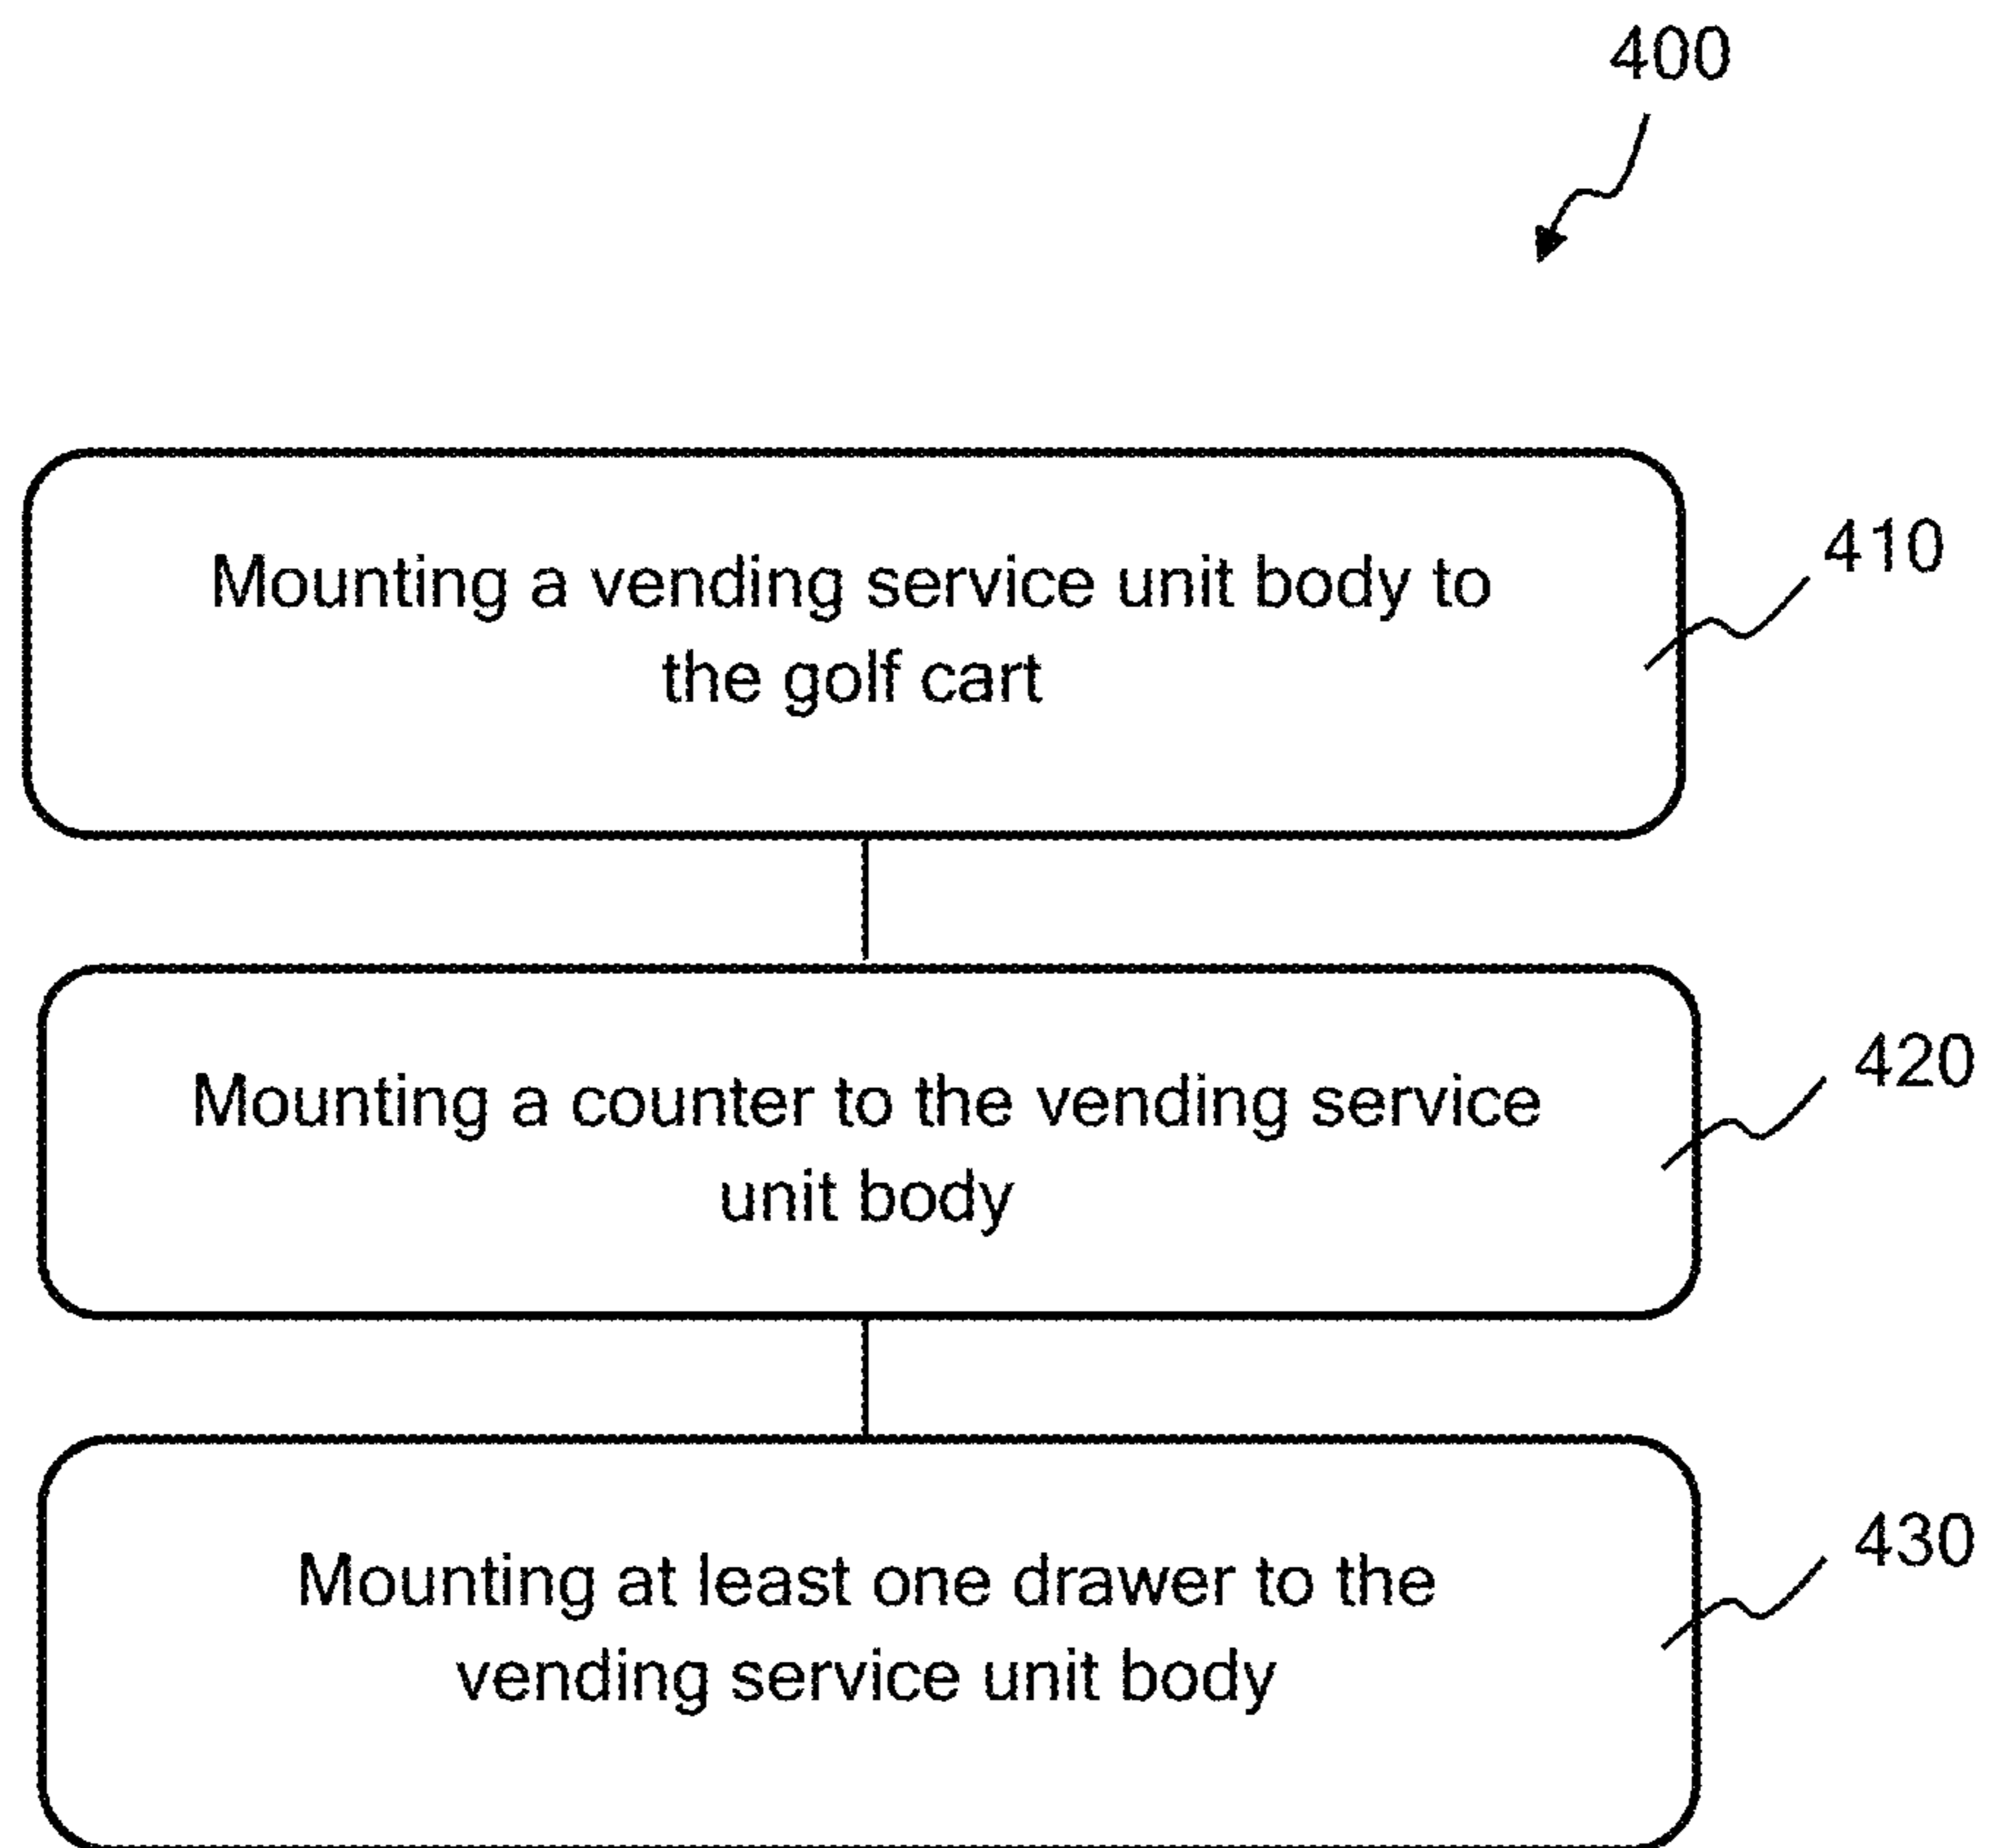 400
Mounting a vending service unit body to
the golf cart
410
Mounting a counter to the vending service
unit body
420
Mounting at least one drawer to the
vending service unit body
430